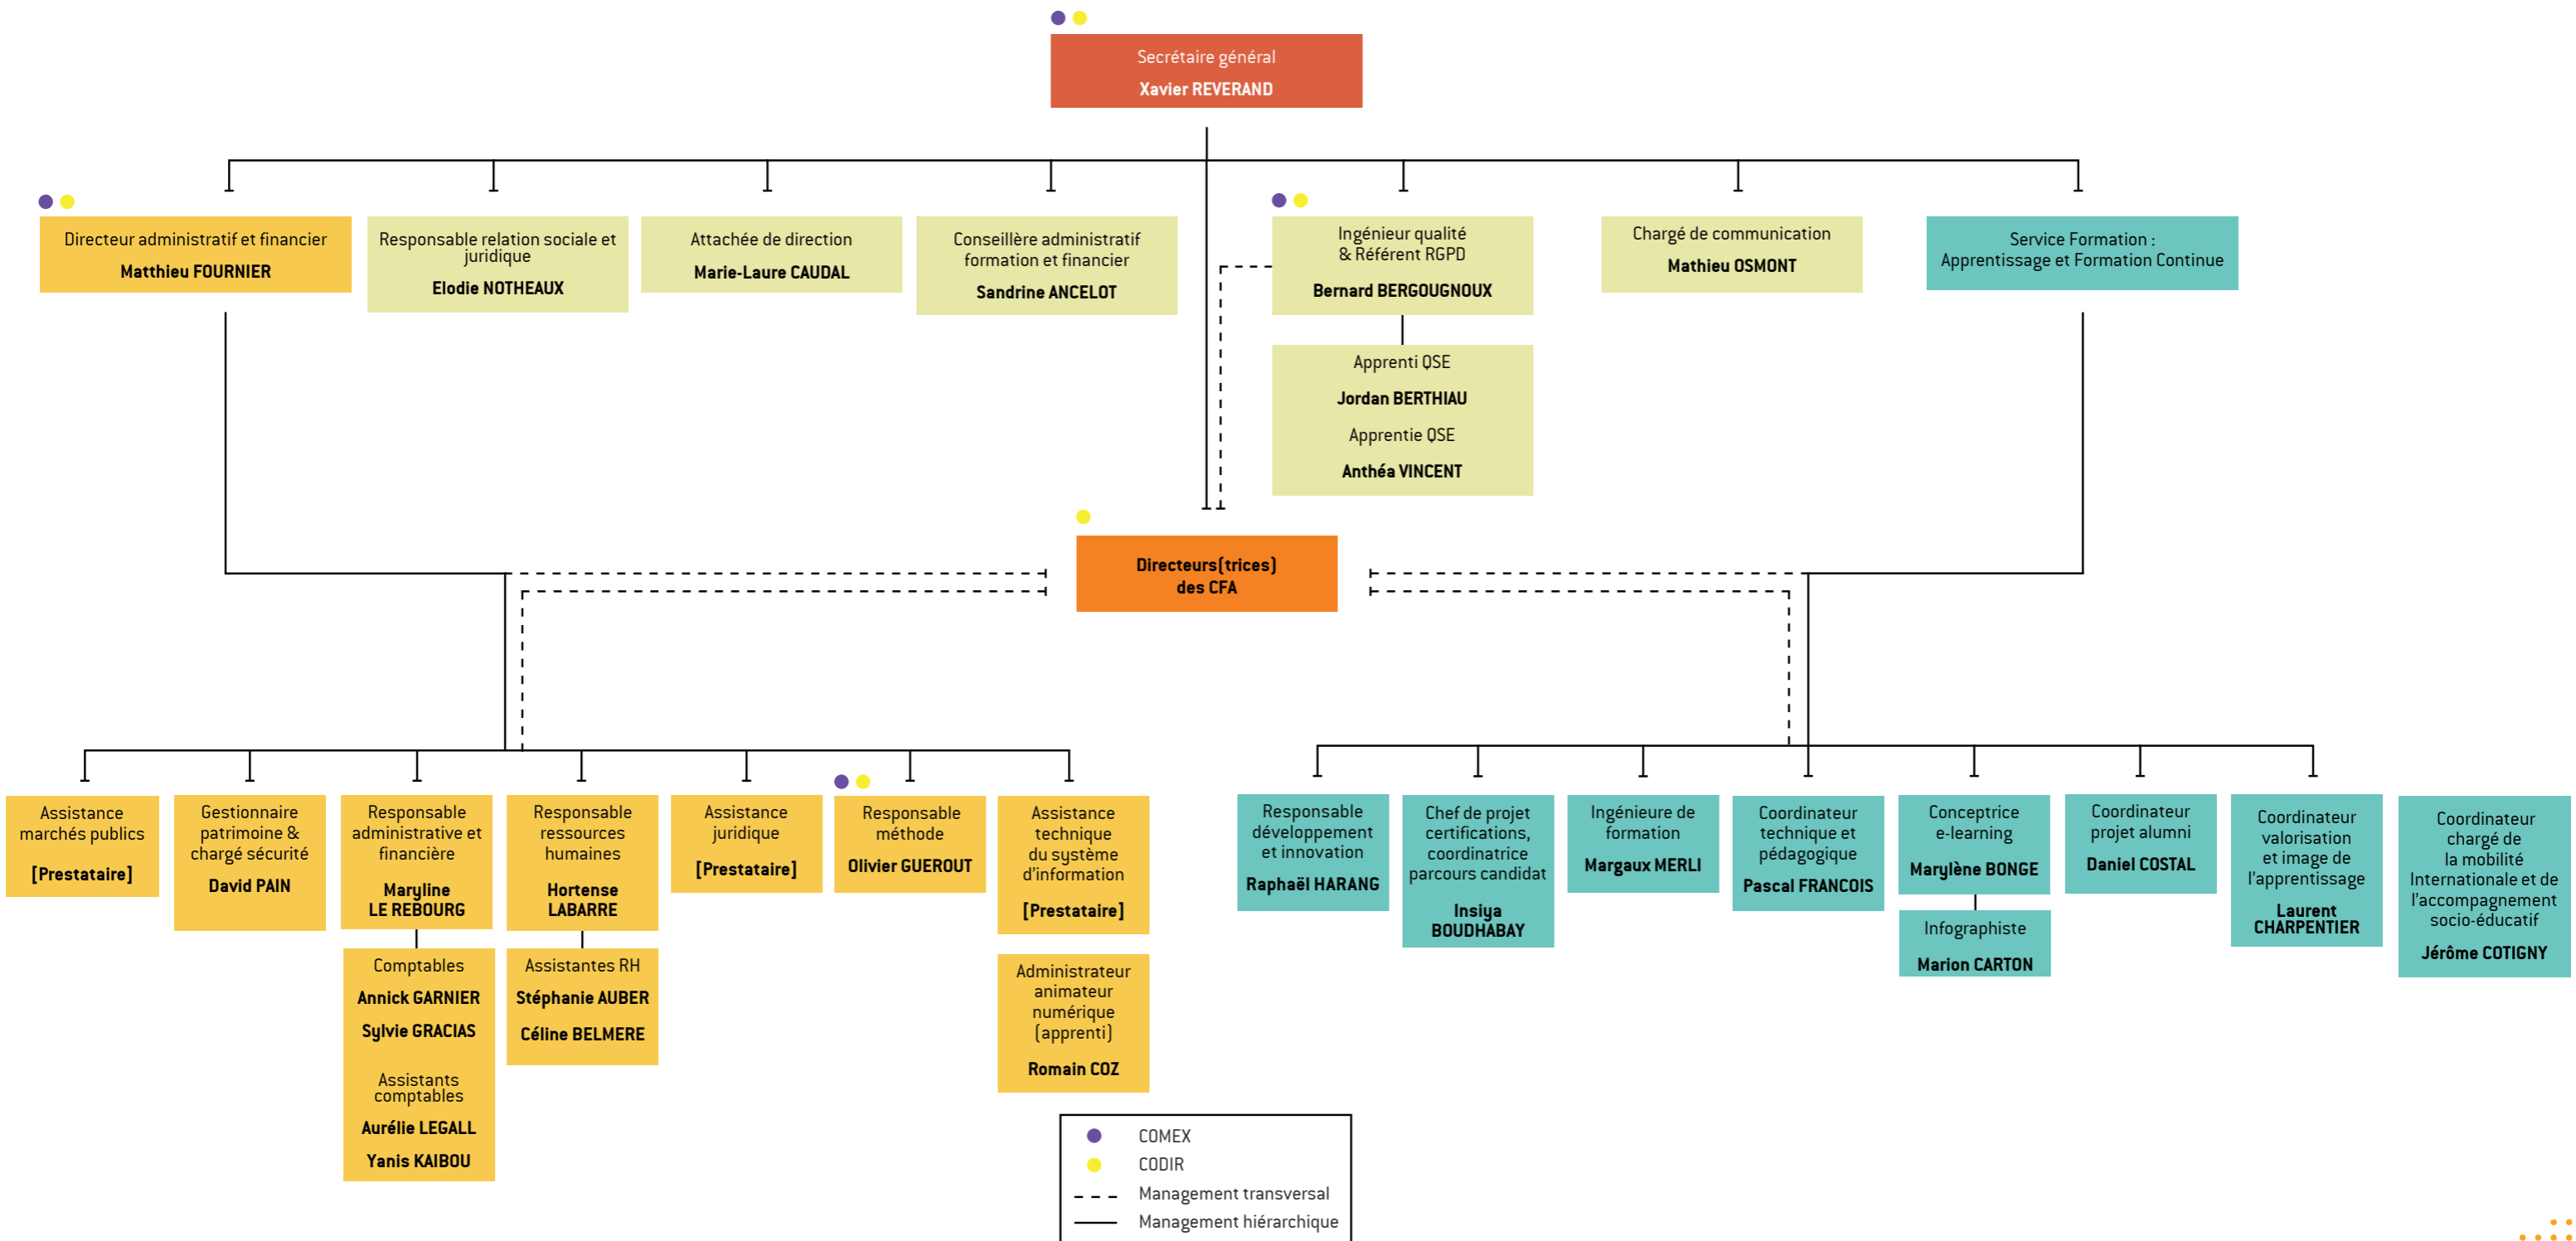 Secrétaire général
Xavier REVERAND
Directeur administratif et financier
Matthieu FOURNIER
Responsable relation sociale et
juridique
Elodie NOTHEAUX
Attachée de direction
Marie-Laure CAUDAL
Conseillère administratif
formation et financier
Sandrine ANCELOT
Ingénieur qualité
& Référent RGPD
Bernard BERGOUGNOUX
Chargé de communication
Mathieu OSMONT
Service Formation :
Apprentissage et Formation Continue
Apprenti QSE
Jordan BERTHIAU
Apprentie QSE
Anthéa VINCENT
Directeurs(trices)
des CFA
Assistance
marchés publics
[Prestataire]
Gestionnaire
patrimoine &
chargé sécurité
David PAIN
Responsable
administrative et
financière
Maryline
LE REBOURG
Comptables
Annick GARNIER
Sylvie GRACIAS
Assistants
comptables
Aurélie LEGALL
Yanis KAIBOU
Responsable
ressources
humaines
Hortense
LABARRE
Assistantes RH
Stéphanie AUBER
Céline BELMERE
Assistance
juridique
[Prestataire]
Responsable
méthode
Olivier GUEROUT
Assistance
technique
du système
d'information
[Prestataire]
Administrateur
animateur
numérique
(apprenti)
Romain COZ
Responsable
développement
et innovation
Raphaël HARANG
Chef de projet
certifications,
coordinatrice
parcours candidat
Insiya
BOUDHABAY
Ingénieure de
formation
Margaux MERLI
Coordinateur
technique et
pédagogique
Pascal FRANCOIS
Conceptrice
e-learning
Marylène BONGE
Infographiste
Marion CARTON
Coordinateur
projet alumni
Daniel COSTAL
Coordinateur
valorisation
et image de
l'apprentissage
Laurent
CHARPENTIER
Coordinateur
chargé de
la mobilité
Internationale et de
l'accompagnement
socio-éducatif
Jérôme COTIGNY
COMEX
CODIR
Management transversal
Management hiérarchique